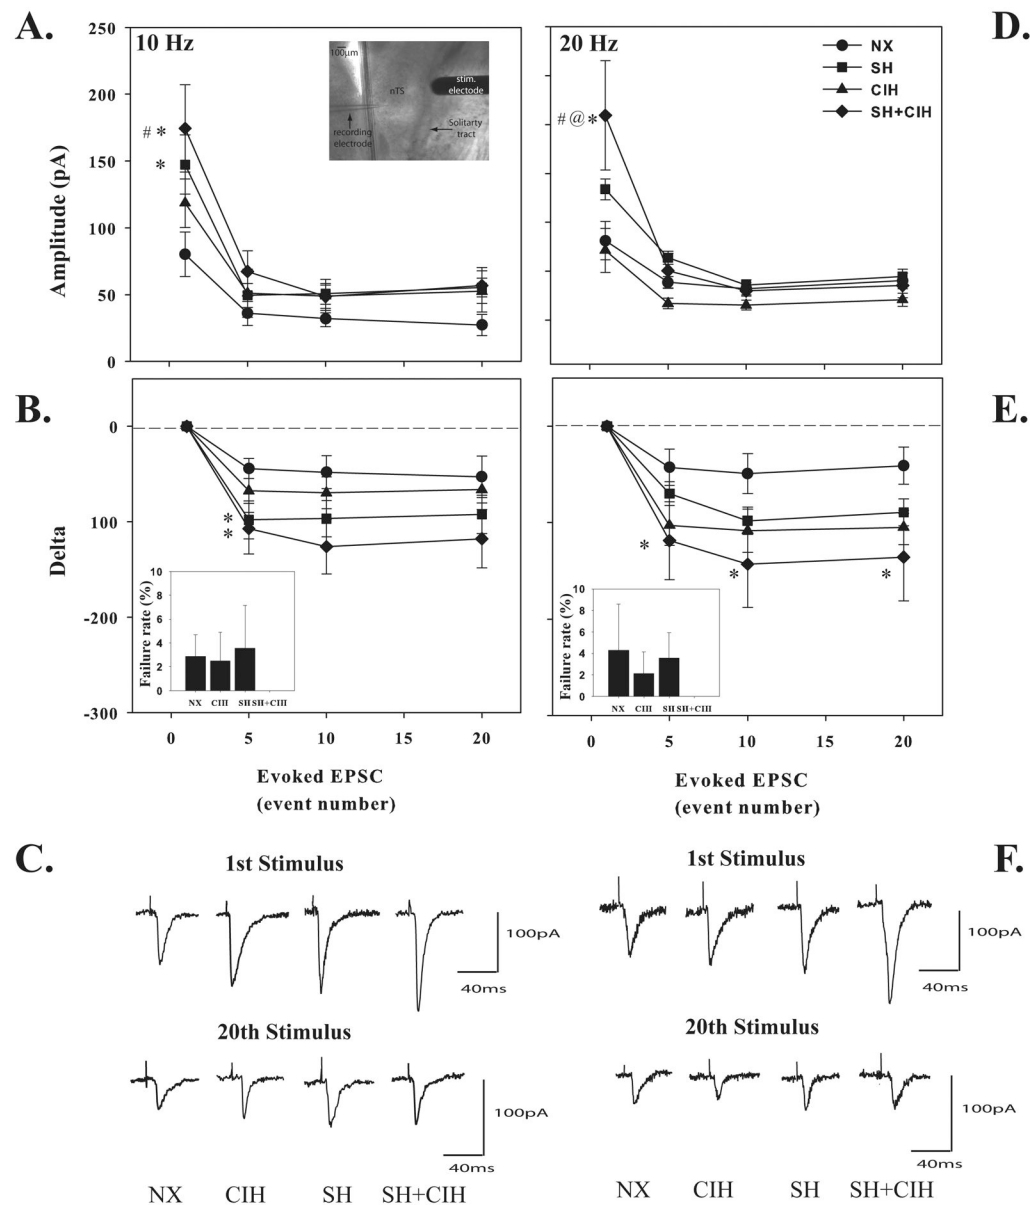 A.
D.
250
200
150
100
50
0
Amplitude (pA)
10 Hz
# *
*
100μm
nTS
stim.
electode
recording
electrode
Solitarty
tract
20 Hz
NX
SH
CIH
SH+CIH
# @ *
B.
E.
0
100
-200
-300
Delta
*
*
Failure rate (%)
10
8
6
4
2
0
NX CIH SH SH+CIH
0 5 10 15 20
Evoked EPSC
(event number)
*
*
*
Failure rate (%)
10
8
6
4
2
0
NX CIH SH SH+CIH
0 5 10 15 20
Evoked EPSC
(event number)
C.
F.
1st Stimulus
100pA
40ms
20th Stimulus
100pA
40ms
NX CIH SH SH+CIH
1st Stimulus
100pA
40ms
20th Stimulus
100pA
40ms
NX CIH SH SH+CIH